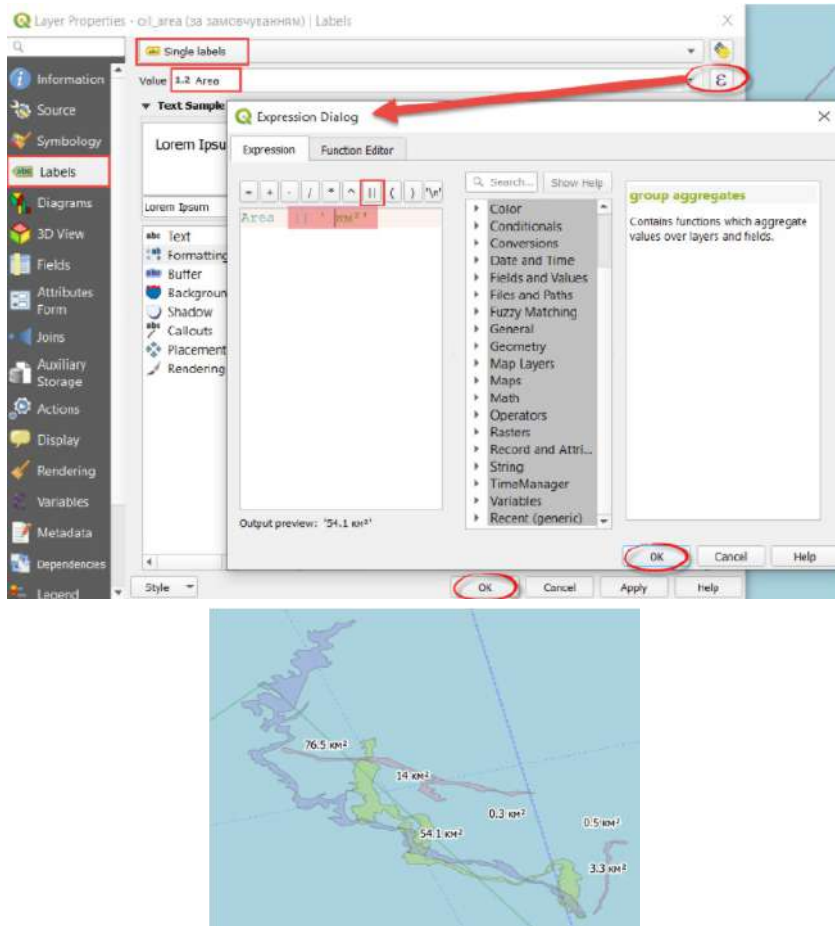 Layer Properties - oil_area (за замовчуванням) | Labels
Single labels
Value 1.2 Area ε
Text Sample
Lorem Ipsu
Lorem Ipsum
Information
Source
Symbology
Labels
Diagrams
3D View
Fields
Attributes
Form
Joins
Auxiliary
Storage
Actions
Display
Rendering
Variables
Metadata
Dependencies
Legend
abc Text
Formatting
Buffer
Background
Shadow
Callouts
Placement
Rendering
Style
OK Cancel Apply Help
Expression Dialog
Expression Function Editor
= + - / * ^ || ( ) '\n'
Area || ' км²'
Output preview: '54.1 км²'
Search... Show Help
Color
Conditionals
Conversions
Date and Time
Fields and Values
Files and Paths
Fuzzy Matching
General
Geometry
Map Layers
Maps
Math
Operators
Rasters
Record and Attri...
String
TimeManager
Variables
Recent (generic)
group aggregates
Contains functions which aggregate
values over layers and fields.
OK Cancel Help
76.5 км²
14 км²
0.3 км²
0.5 км²
54.1 км²
3.3 км²